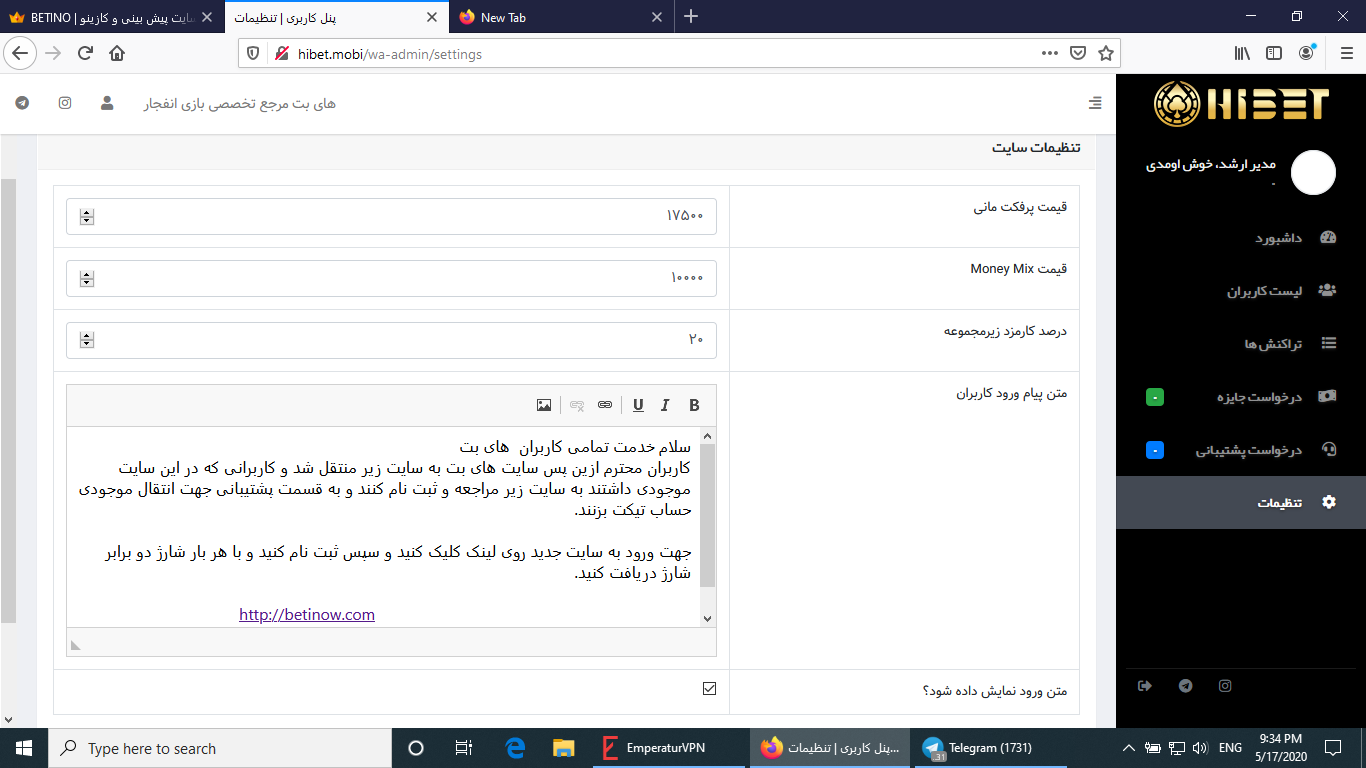 سایت پیش بینی و کازینو | BETINO
پنل کاربری | تنظیمات
New Tab
hibet.mobi/wa-admin/settings
های بت مرجع تخصصی بازی انفجار
HIBET
مدیر ارشد، خوش اومدی
-
داشبورد
لیست کاربران
تراکنش ها
درخواست جایزه
-
درخواست پشتیبانی
-
تنظیمات
تنظیمات سایت
قیمت پرفکت مانی
۱۷۵۰۰
قیمت Money Mix
۱۰۰۰۰
درصد کارمزد زیرمجموعه
۲۰
متن پیام ورود کاربران
B I U
سلام خدمت تمامی کاربران های بت
کاربران محترم ازین پس سایت های بت به سایت زیر منتقل شد و کاربرانی که در این سایت
موجودی داشتند به سایت زیر مراجعه و ثبت نام کنند و به قسمت پشتیبانی جهت انتقال موجودی
حساب تیکت بزنند.
جهت ورود به سایت جدید روی لینک کلیک کنید و سپس ثبت نام کنید و با هر بار شارژ دو برابر
شارژ دریافت کنید.
http://betinow.com
متن ورود نمایش داده شود؟
Type here to search
EmperaturVPN
پنل کاربری | تنظیمات...
Telegram (1731)
31
ENG
9:34 PM
5/17/2020